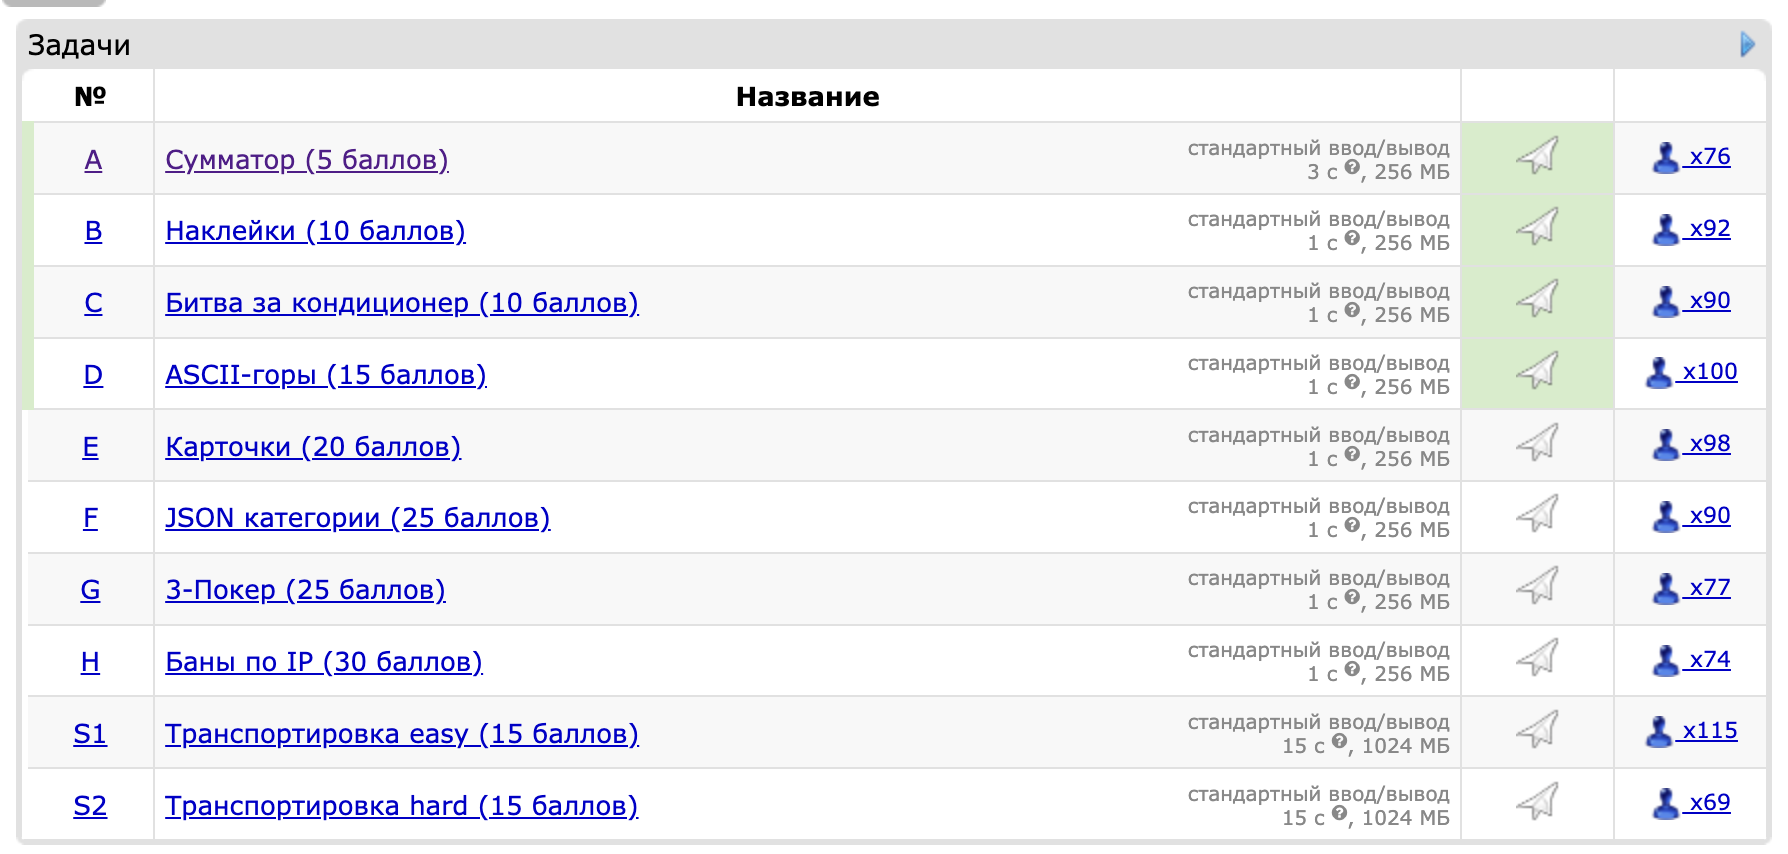 Задачи
№ Название
A Сумматор (5 баллов) стандартный ввод/вывод x76
3 с ?, 256 МБ
B Наклейки (10 баллов) стандартный ввод/вывод x92
1 с ?, 256 МБ
C Битва за кондиционер (10 баллов) стандартный ввод/вывод x90
1 с ?, 256 МБ
D ASCII-горы (15 баллов) стандартный ввод/вывод x100
1 с ?, 256 МБ
E Карточки (20 баллов) стандартный ввод/вывод x98
1 с ?, 256 МБ
F JSON категории (25 баллов) стандартный ввод/вывод x90
1 с ?, 256 МБ
G 3-Покер (25 баллов) стандартный ввод/вывод x77
1 с ?, 256 МБ
H Баны по IP (30 баллов) стандартный ввод/вывод x74
1 с ?, 256 МБ
S1 Транспортировка easy (15 баллов) стандартный ввод/вывод x115
15 с ?, 1024 МБ
S2 Транспортировка hard (15 баллов) стандартный ввод/вывод x69
15 с ?, 1024 МБ